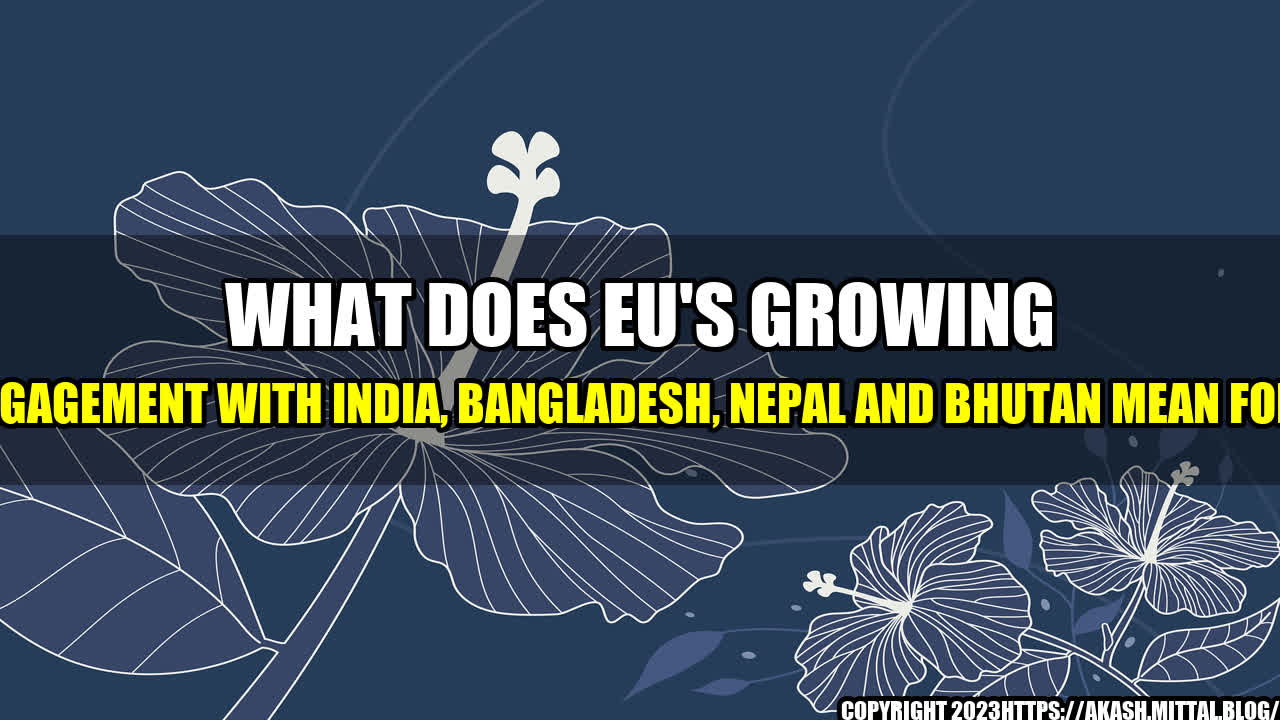 WHAT DOES EU'S GROWING
GAGEMENT WITH INDIA, BANGLADESH, NEPAL AND BHUTAN MEAN FO
COPYRIGHT 2023HTTPS://AKASH.MITTAL.BLOG/